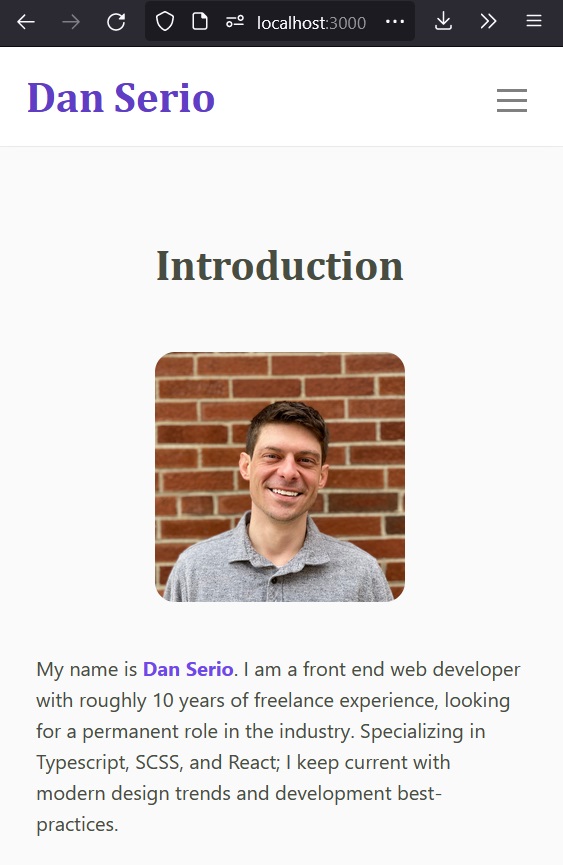 localhost:3000
Dan Serio
Introduction
My name is Dan Serio. I am a front end web developer
with roughly 10 years of freelance experience, looking
for a permanent role in the industry. Specializing in
Typescript, SCSS, and React; I keep current with
modern design trends and development best-
practices.